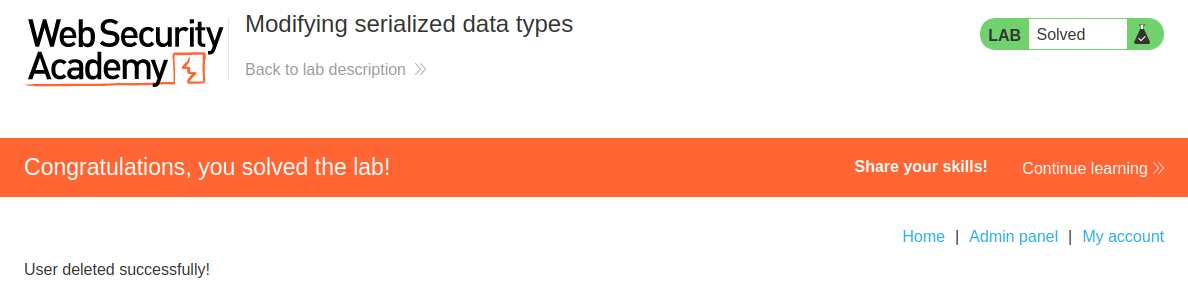 Web Security
Academy
Modifying serialized data types
Back to lab description
LAB Solved
Congratulations, you solved the lab!
Share your skills! Continue learning
Home | Admin panel | My account
User deleted successfully!